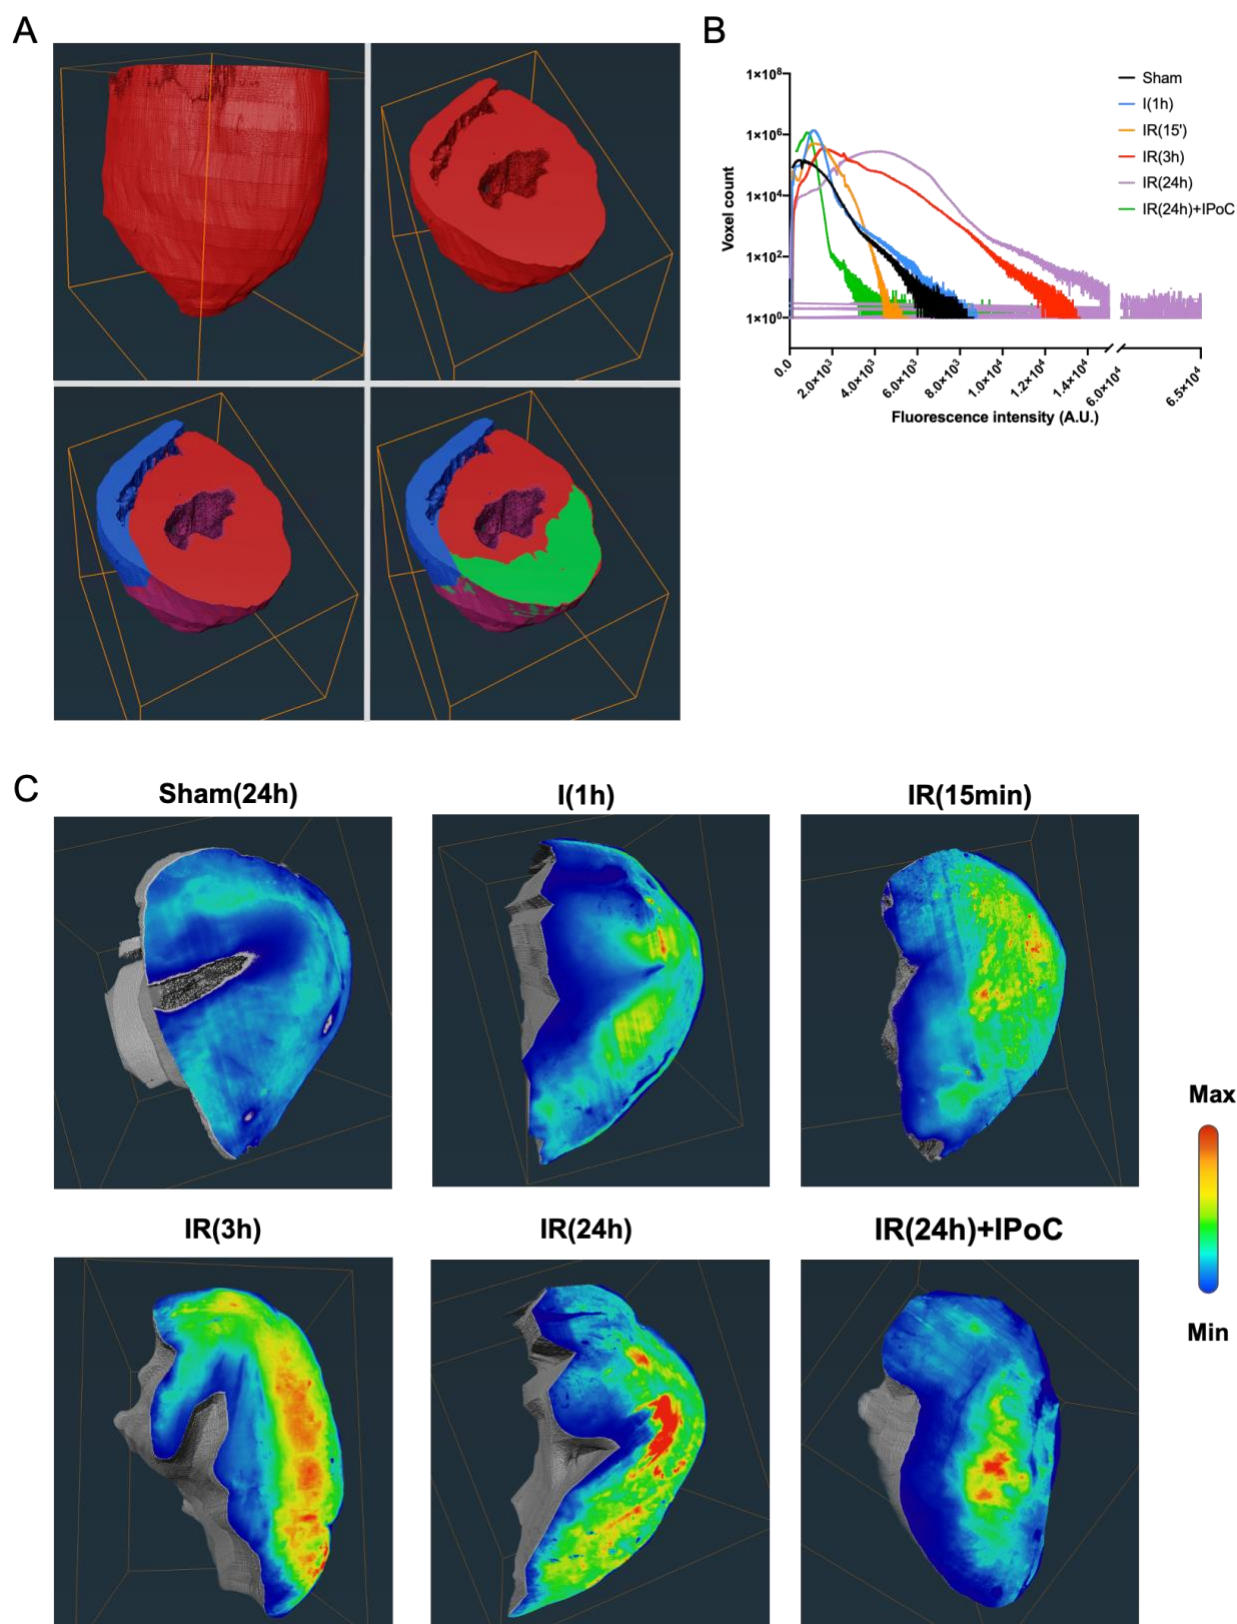 A
B
1×10⁸
1×10⁶
1×10⁴
1×10²
1×10⁰
Voxel count
0.0
2.0×10³
4.0×10³
6.0×10³
8.0×10³
1.0×10⁴
1.2×10⁴
1.4×10⁴
6.0×10⁴
6.5×10⁴
Fluorescence intensity (A.U.)
Sham
I(1h)
IR(15')
IR(3h)
IR(24h)
IR(24h)+IPoC
C
Sham(24h)
I(1h)
IR(15min)
IR(3h)
IR(24h)
IR(24h)+IPoC
Max
Min